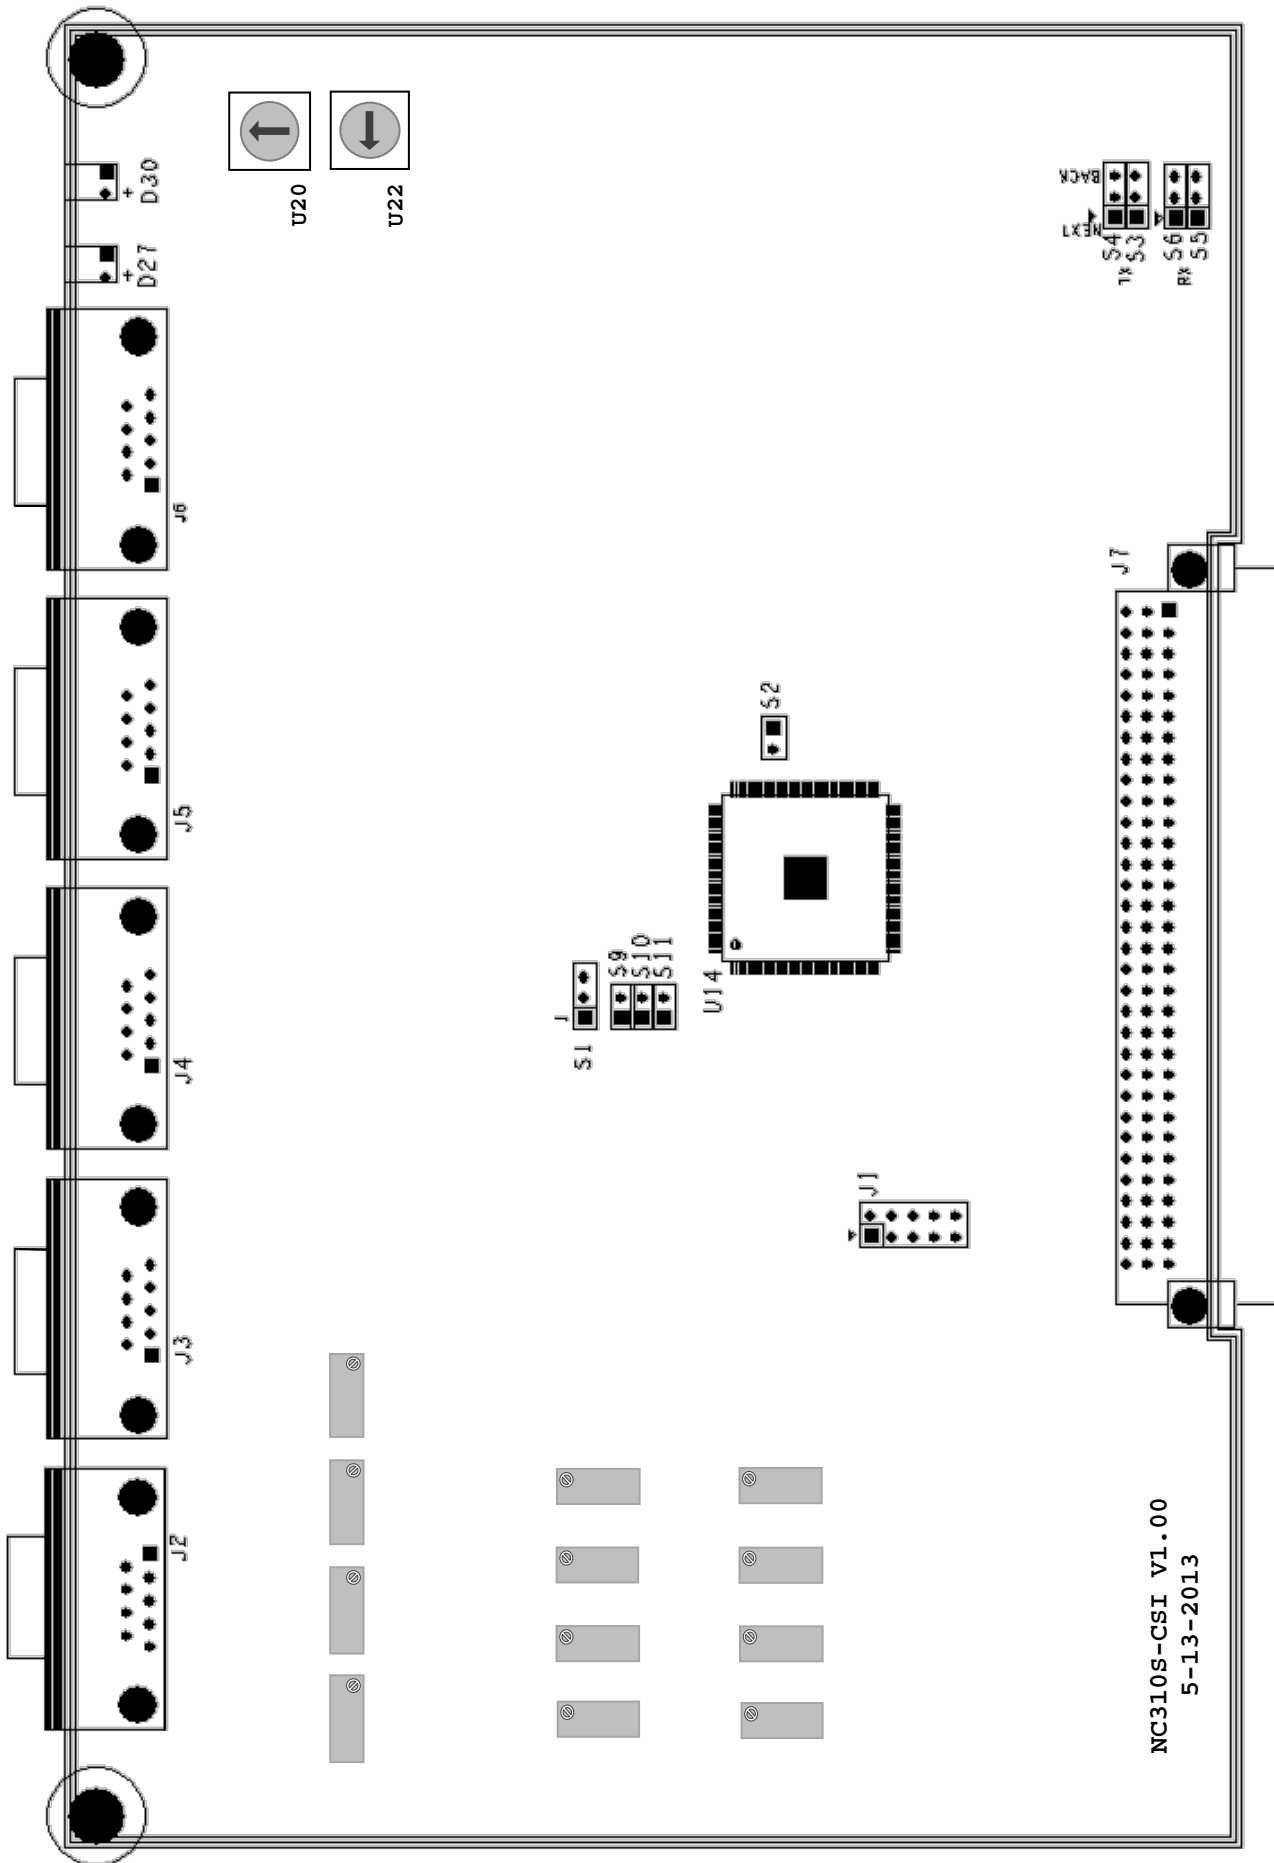 D30
+
D27
+
U20
U22
BACK
NEXT
S4
S3
TX
S6
S5
RX
J6
J7
S2
J5
S9
S10
S11
U14
1
S1
J4
J1
J3
J2
NC310S-CSI V1.00
5-13-2013